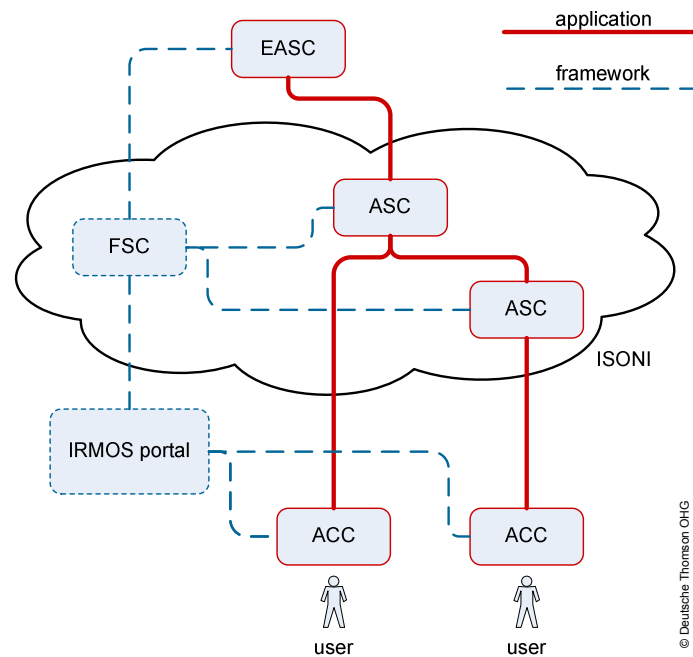 application
EASC
framework
ASC
FSC
ASC
ISONI
IRMOS portal
ACC
ACC
user
user
© Deutsche Thomson OHG